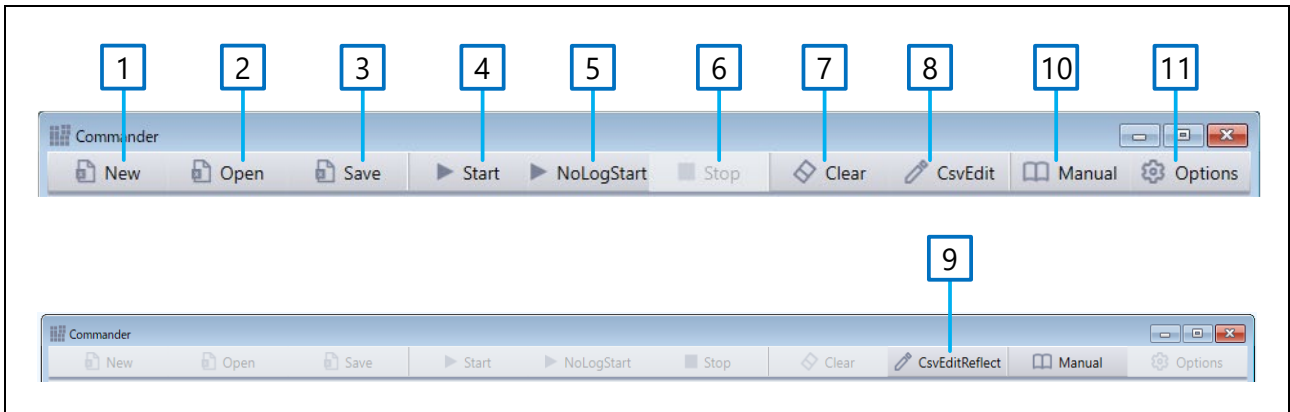 1 2 3 4 5 6 7 8 10 11
Commander
New Open Save Start NoLogStart Stop Clear CsvEdit Manual Options
9
Commander
New Open Save Start NoLogStart Stop Clear CsvEditReflect Manual Options